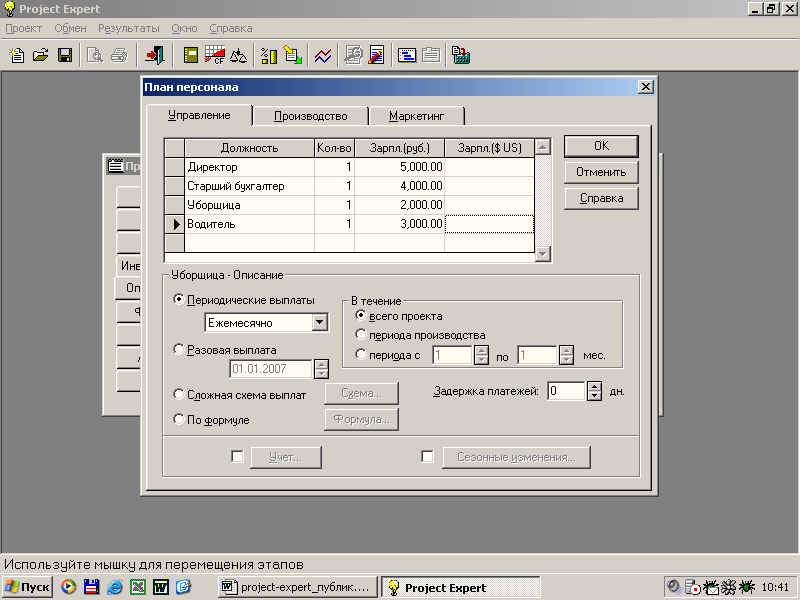 Project Expert
Проект Обмен Результаты Окно Справка
План персонала
Управление Производство Маркетинг
Должность Кол-во Зарпл.(руб.) Зарпл.($ US)
Директор 1 5,000.00
Старший бухгалтер 1 4,000.00
Уборщица 1 2,000.00
Водитель 1 3,000.00
OK
Отменить
Справка
Уборщица - Описание
Периодические выплаты
Ежемесячно
Разовая выплата
01.01.2007
Сложная схема выплат Схема...
По формуле Формула...
В течение
всего проекта
периода производства
периода с 1 по 1 мес.
Задержка платежей: 0 дн.
Учет... Сезонные изменения...
Пр
Инв
Оп
Используйте мышку для перемещения этапов
Пуск project-expert_публик.... Project Expert 10:41